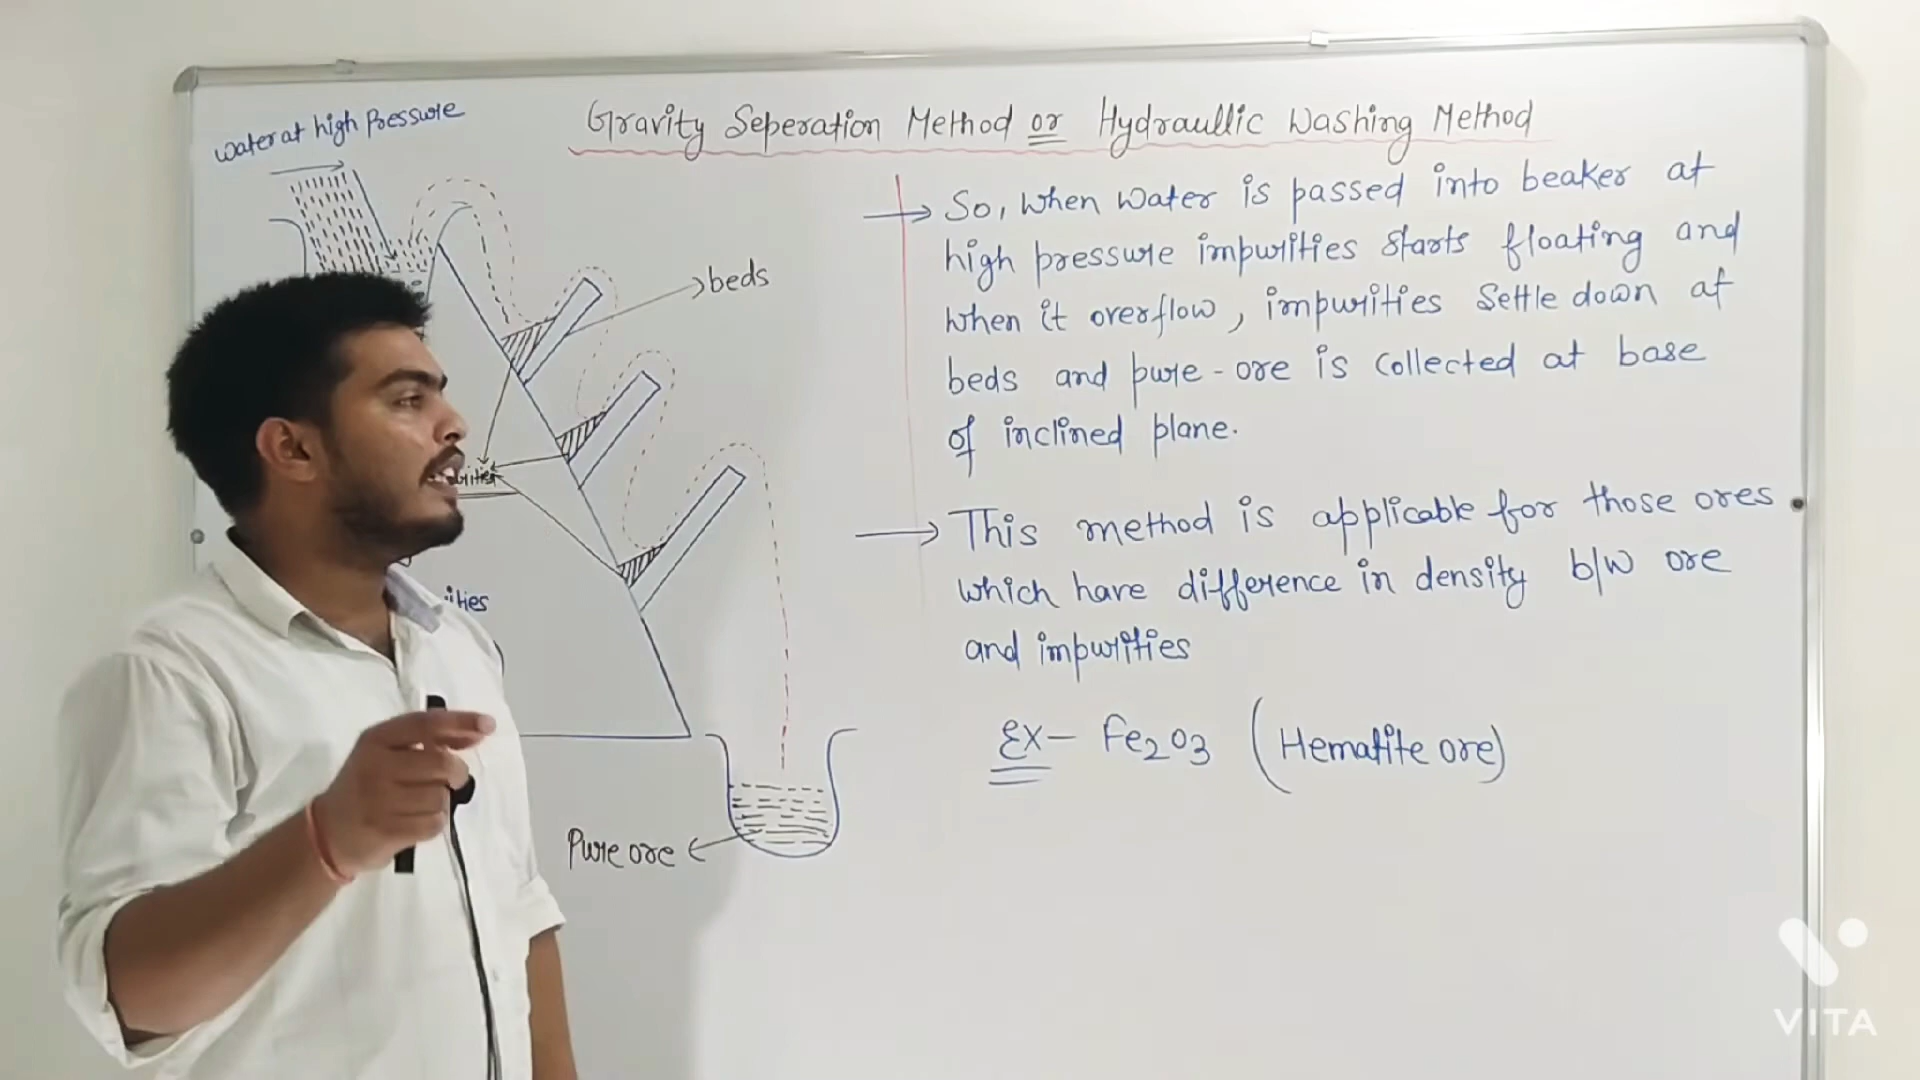 Gravity Seperation Method or Hydraullic Washing Method
water at high Pressure
beds
Pure ore
→ So, when water is passed into beaker at
high pressure impurities starts floating and
when it overflow, impurities settle down at
beds and pure-ore is collected at base
of inclined plane.
→ This method is applicable for those ores
which have difference in density b/w ore
and impurities
Ex- Fe2O3 (Hematite ore)
VITA